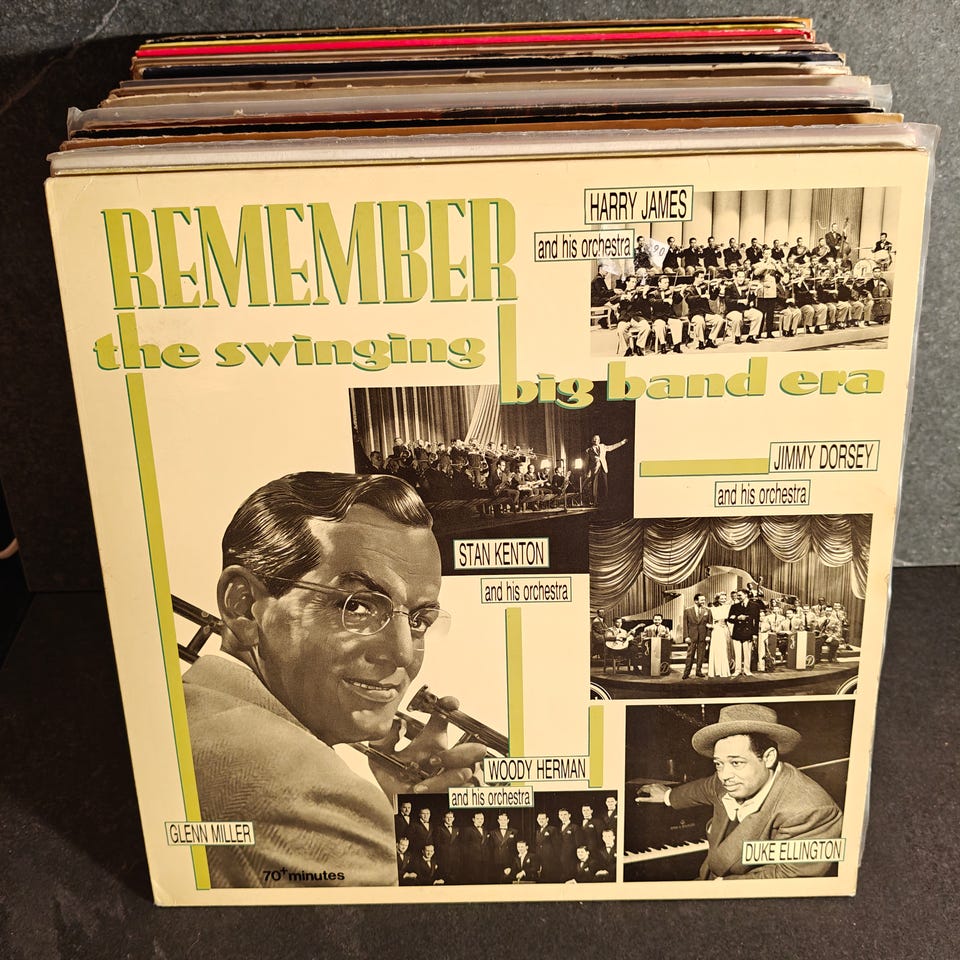 REMEMBER
the swinging
big band era
HARRY JAMES
and his orchestra
JIMMY DORSEY
and his orchestra
STAN KENTON
and his orchestra
WOODY HERMAN
and his orchestra
GLENN MILLER
DUKE ELLINGTON
70+minutes